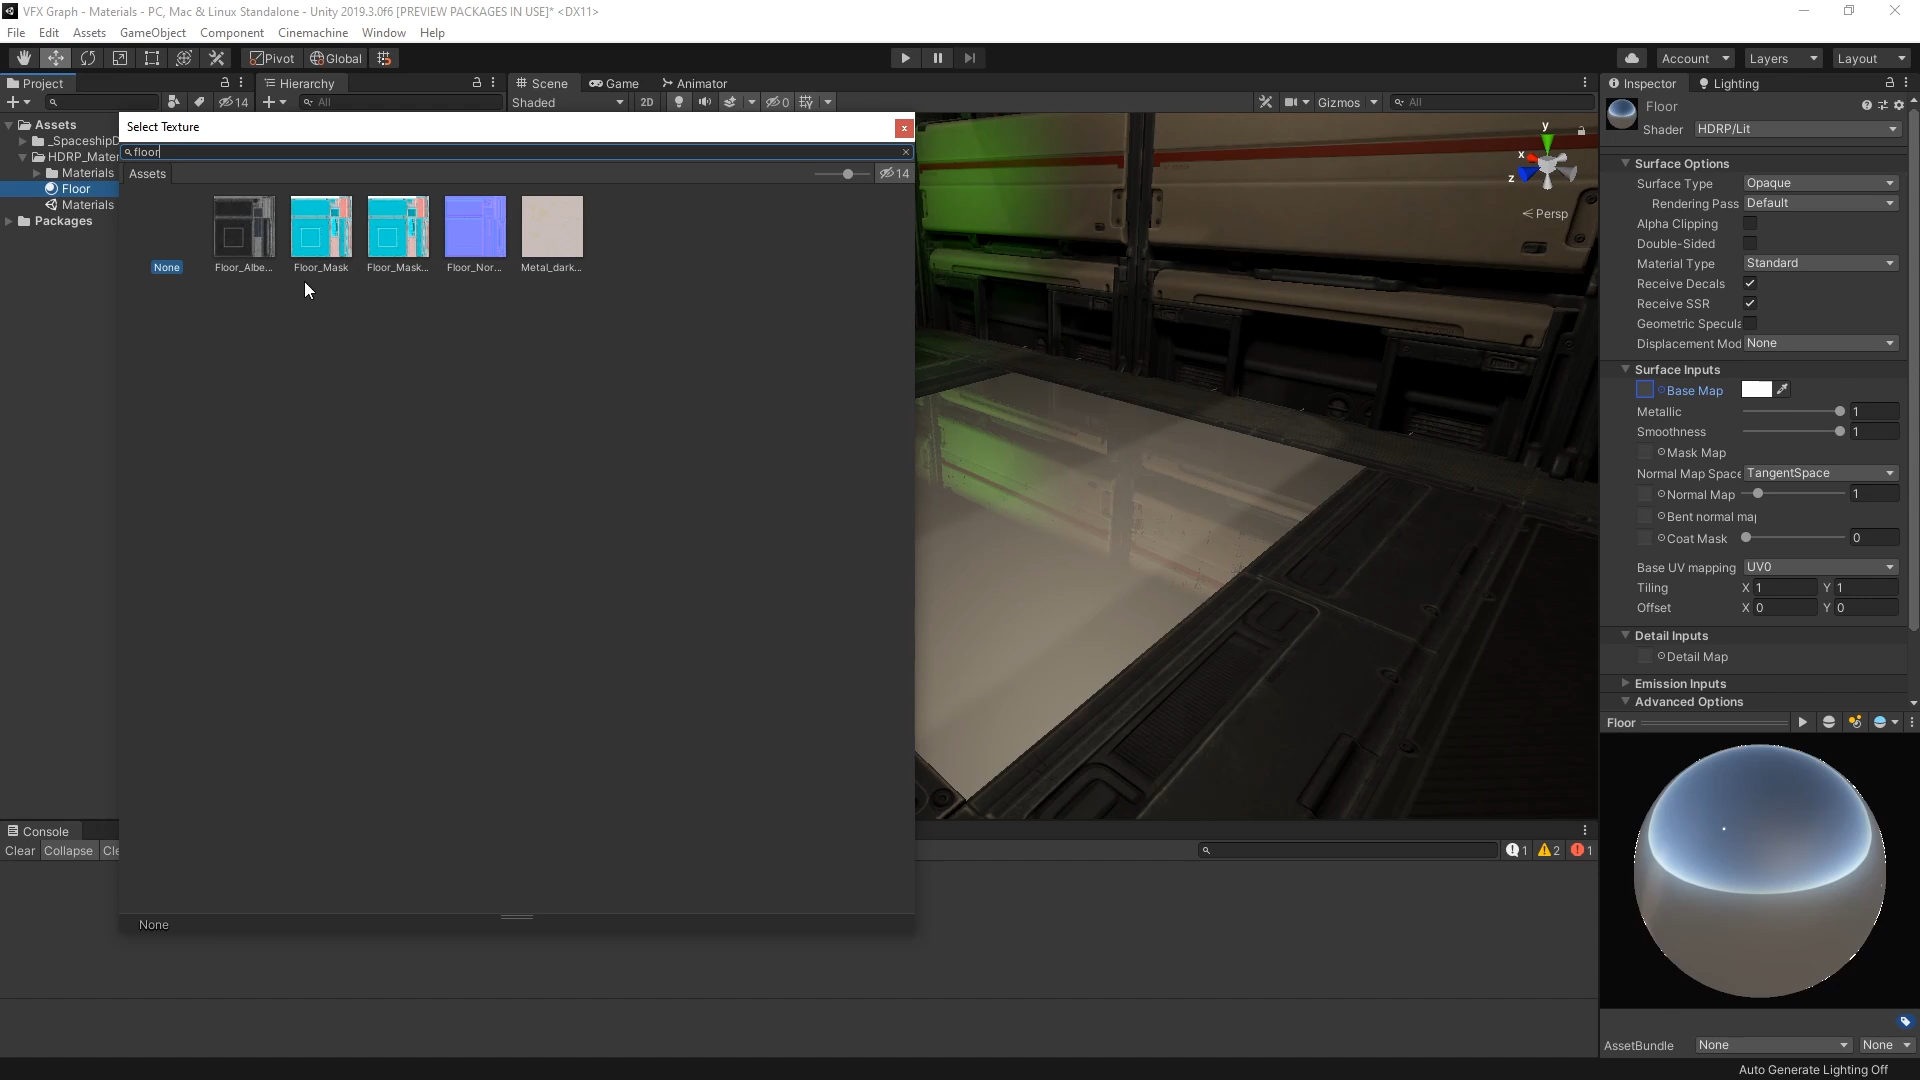 VFX Graph - Materials - PC, Mac & Linux Standalone - Unity 2019.3.0f6 [PREVIEW PACKAGES IN USE]* <DX11>
File Edit Assets GameObject Component Cinemachine Window Help
Pivot Global Account Layers Layout
Project Hierarchy Scene Game Animator Inspector Lighting
14 All Shaded 2D 0 Gizmos All
Floor
Shader HDRP/Lit
Assets
_SpaceshipD
HDRP_Mater
Materials
Floor
Materials
Packages
Select Texture
floor
Assets 14
None Floor_Albe... Floor_Mask Floor_Mask... Floor_Nor... Metal_dark...
None
y
x
z
Persp
Surface Options
Surface Type Opaque
Rendering Pass Default
Alpha Clipping
Double-Sided
Material Type Standard
Receive Decals
Receive SSR
Geometric Specula
Displacement Mod None
Surface Inputs
Base Map
Metallic 1
Smoothness 1
Mask Map
Normal Map Space TangentSpace
Normal Map 1
Bent normal map
Coat Mask 0
Base UV mapping UV0
Tiling X 1 Y 1
Offset X 0 Y 0
Detail Inputs
Detail Map
Emission Inputs
Advanced Options
Floor
Console
Clear Collapse Cle 1 2 1
AssetBundle None None
Auto Generate Lighting Off